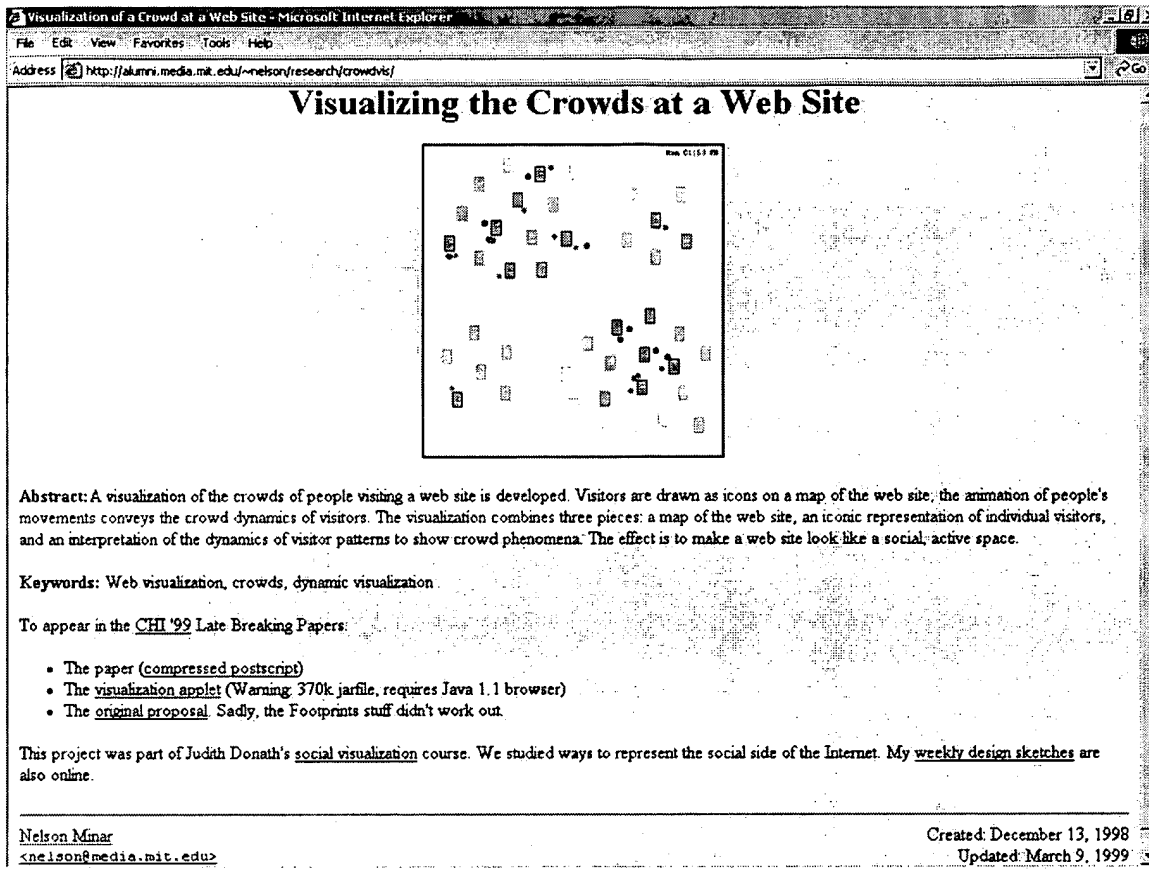 Visualization of a Crowd at a Web Site - Microsoft Internet Explorer
File Edit View Favorites Tools Help
Address http://alumni.media.mit.edu/~nelson/research/crowdvis/ Go
Visualizing the Crowds at a Web Site
01:53 PM
Abstract: A visualization of the crowds of people visiting a web site is developed. Visitors are drawn as icons on a map of the web site; the animation of people's
movements conveys the crowd dynamics of visitors. The visualization combines three pieces: a map of the web site, an iconic representation of individual visitors,
and an interpretation of the dynamics of visitor patterns to show crowd phenomena. The effect is to make a web site look like a social, active space.
Keywords: Web visualization, crowds, dynamic visualization
To appear in the CHI '99 Late Breaking Papers:
• The paper (compressed postscript)
• The visualization applet (Warning: 370k jarfile, requires Java 1.1 browser)
• The original proposal. Sadly, the Footprints stuff didn't work out.
This project was part of Judith Donath's social visualization course. We studied ways to represent the social side of the Internet. My weekly design sketches are
also online.
Nelson Minar Created: December 13, 1998
<nelson@media.mit.edu> Updated: March 9, 1999